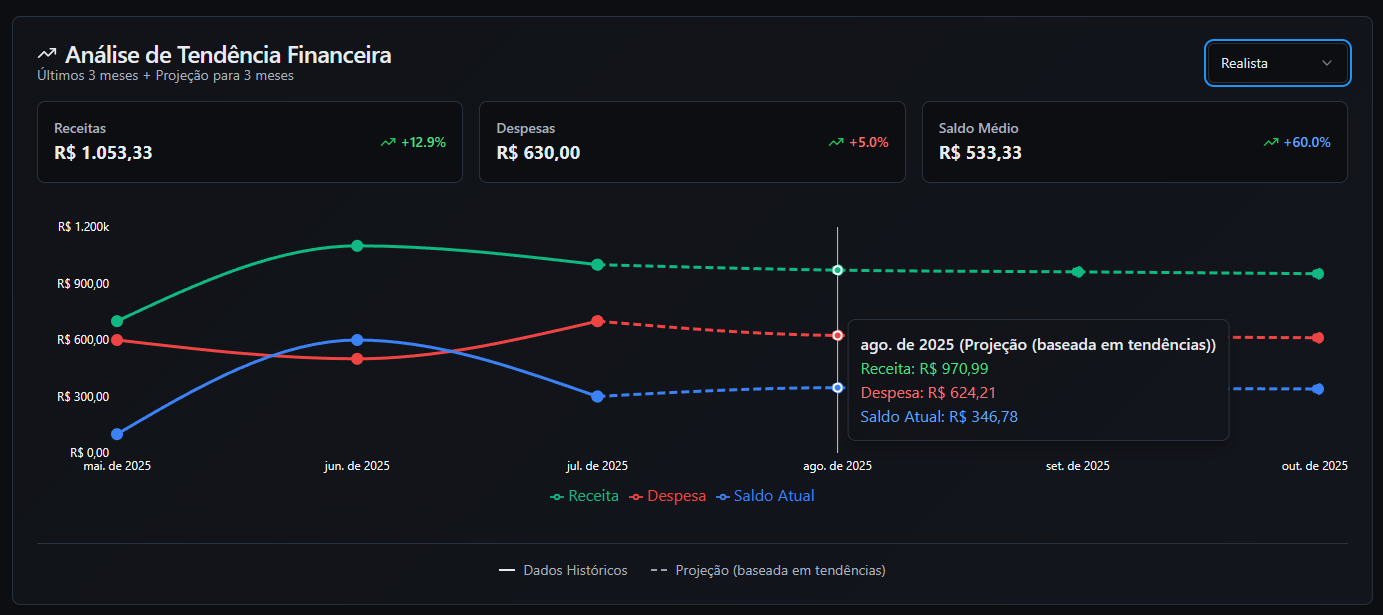 Análise de Tendência Financeira
Últimos 3 meses + Projeção para 3 meses
Realista
Receitas
R$ 1.053,33
+12.9%
Despesas
R$ 630,00
+5.0%
Saldo Médio
R$ 533,33
+60.0%
R$ 1.200k
R$ 900,00
R$ 600,00
R$ 300,00
R$ 0,00
mai. de 2025
jun. de 2025
jul. de 2025
ago. de 2025
set. de 2025
out. de 2025
ago. de 2025 (Projeção (baseada em tendências))
Receita: R$ 970,99
Despesa: R$ 624,21
Saldo Atual: R$ 346,78
Receita Despesa Saldo Atual
Dados Históricos Projeção (baseada em tendências)